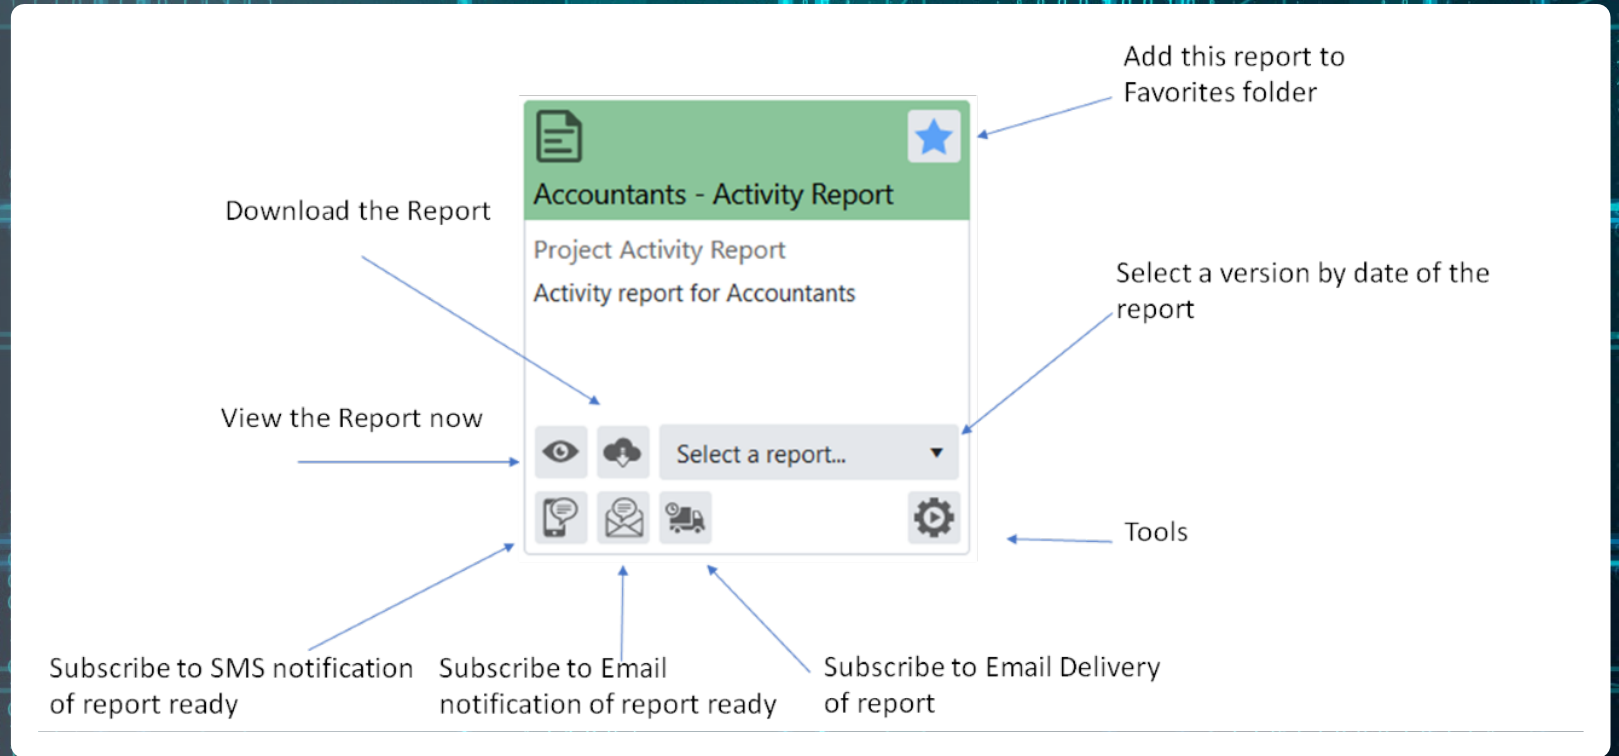 Add this report to
Favorites folder
Accountants - Activity Report
Download the Report
Project Activity Report
Activity report for Accountants
Select a version by date of the
report
View the Report now
Select a report...
Tools
Subscribe to SMS notification
of report ready
Subscribe to Email
notification of report ready
Subscribe to Email Delivery
of report